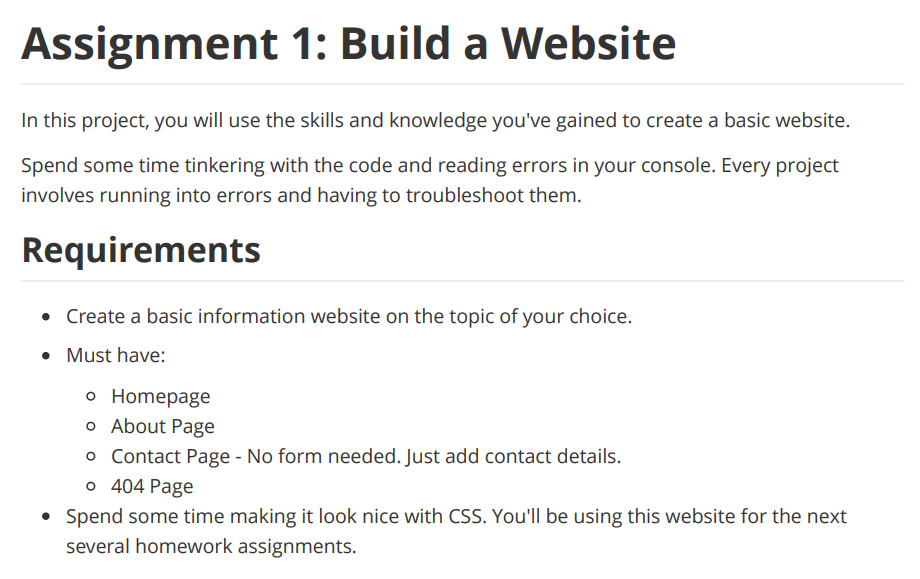 Assignment 1: Build a Website
In this project, you will use the skills and knowledge you've gained to create a basic website.
Spend some time tinkering with the code and reading errors in your console. Every project
involves running into errors and having to troubleshoot them.
Requirements
Create a basic information website on the topic of your choice.
Must have:
Homepage
About Page
Contact Page - No form needed. Just add contact details.
404 Page
Spend some time making it look nice with CSS. You'll be using this website for the next
several homework assignments.